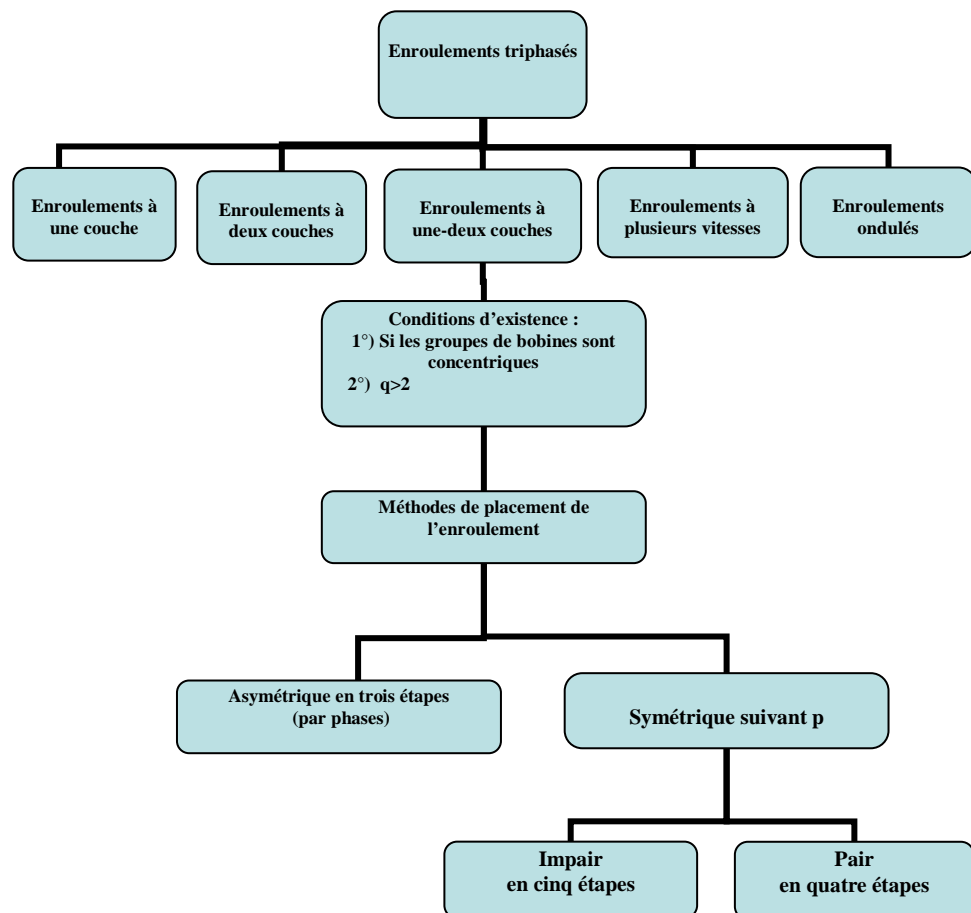 Enroulements triphasés
Enroulements à
une couche
Enroulements à
deux couches
Enroulements à
une-deux couches
Enroulements à
plusieurs vitesses
Enroulements
ondulés
Conditions d’existence :
1°) Si les groupes de bobines sont
concentriques
2°) q>2
Méthodes de placement de
l’enroulement
Asymétrique en trois étapes
(par phases)
Symétrique suivant p
Impair
en cinq étapes
Pair
en quatre étapes